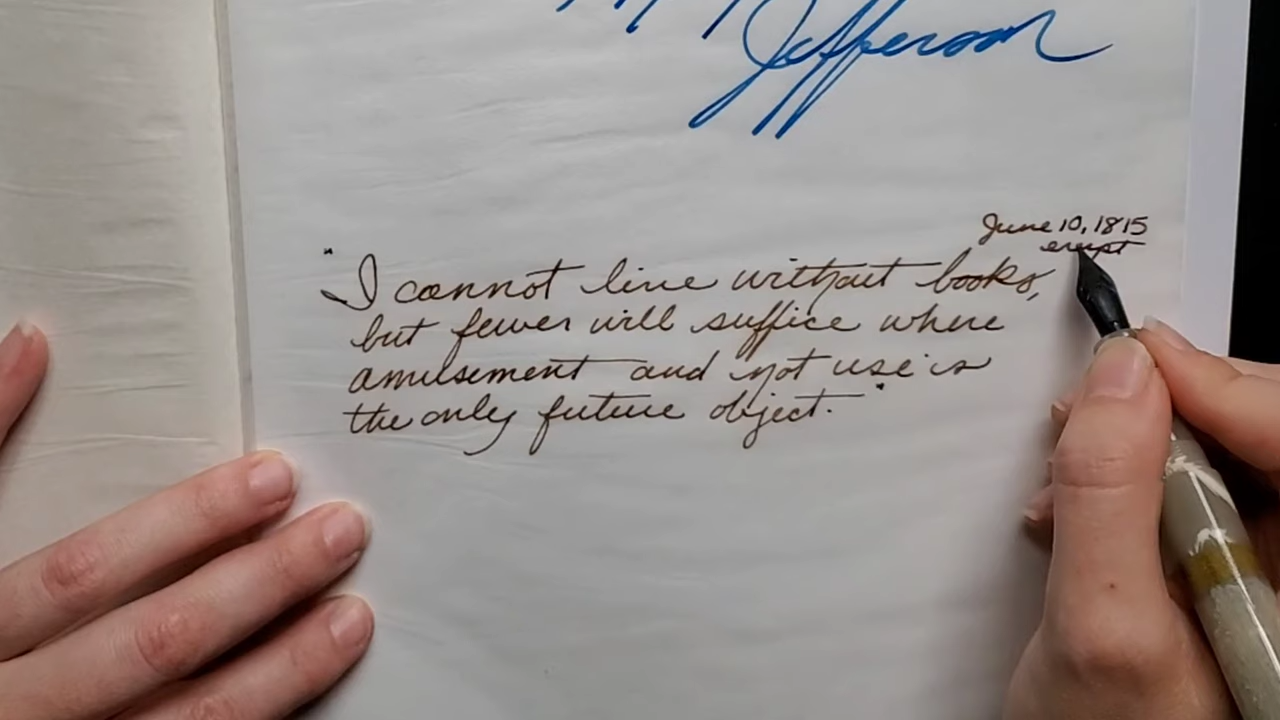 Jefferson
June 10, 1815
"I cannot live without books,
but fewer will suffice where
amusement and not use is
the only future object."